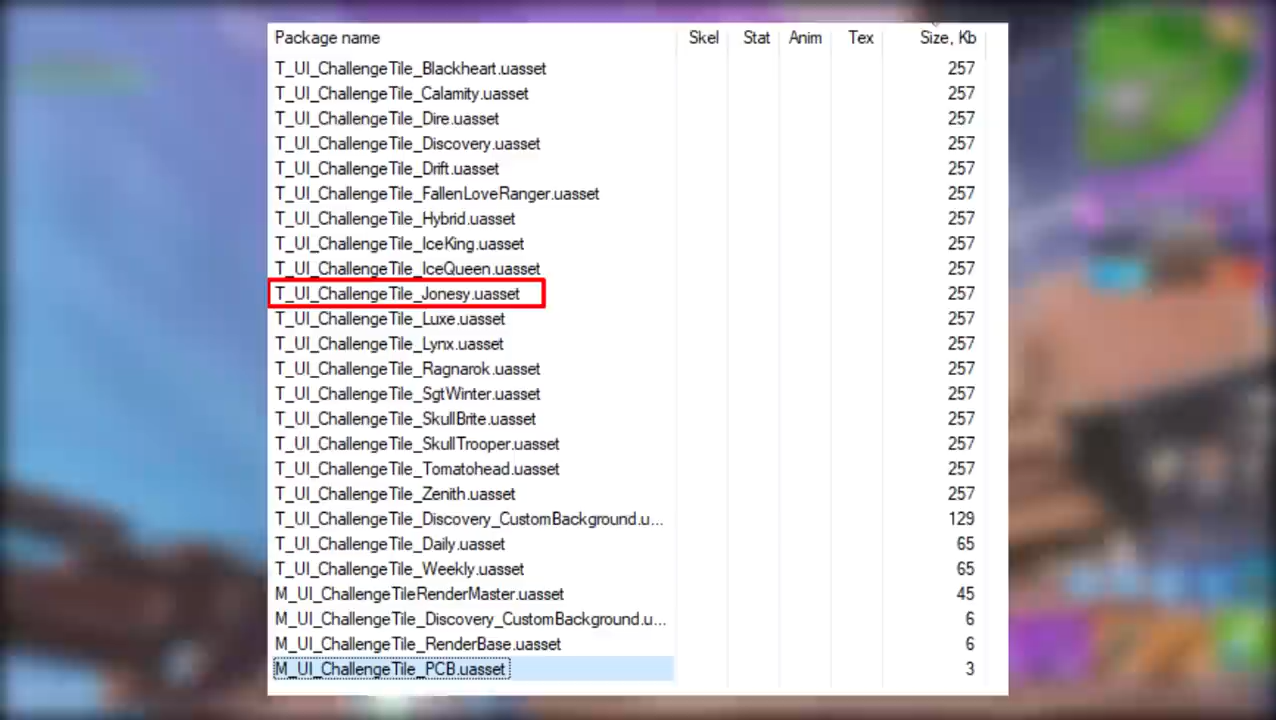 Package name Skel Stat Anim Tex Size, Kb
T_UI_ChallengeTile_Blackheart.uasset 257
T_UI_ChallengeTile_Calamity.uasset 257
T_UI_ChallengeTile_Dire.uasset 257
T_UI_ChallengeTile_Discovery.uasset 257
T_UI_ChallengeTile_Drift.uasset 257
T_UI_ChallengeTile_FallenLoveRanger.uasset 257
T_UI_ChallengeTile_Hybrid.uasset 257
T_UI_ChallengeTile_IceKing.uasset 257
T_UI_ChallengeTile_IceQueen.uasset 257
T_UI_ChallengeTile_Jonesy.uasset 257
T_UI_ChallengeTile_Luxe.uasset 257
T_UI_ChallengeTile_Lynx.uasset 257
T_UI_ChallengeTile_Ragnarok.uasset 257
T_UI_ChallengeTile_SgtWinter.uasset 257
T_UI_ChallengeTile_SkullBrite.uasset 257
T_UI_ChallengeTile_SkullTrooper.uasset 257
T_UI_ChallengeTile_Tomatohead.uasset 257
T_UI_ChallengeTile_Zenith.uasset 257
T_UI_ChallengeTile_Discovery_CustomBackground.u... 129
T_UI_ChallengeTile_Daily.uasset 65
T_UI_ChallengeTile_Weekly.uasset 65
M_UI_ChallengeTileRenderMaster.uasset 45
M_UI_ChallengeTile_Discovery_CustomBackground.u... 6
M_UI_ChallengeTile_RenderBase.uasset 6
M_UI_ChallengeTile_PCB.uasset 3